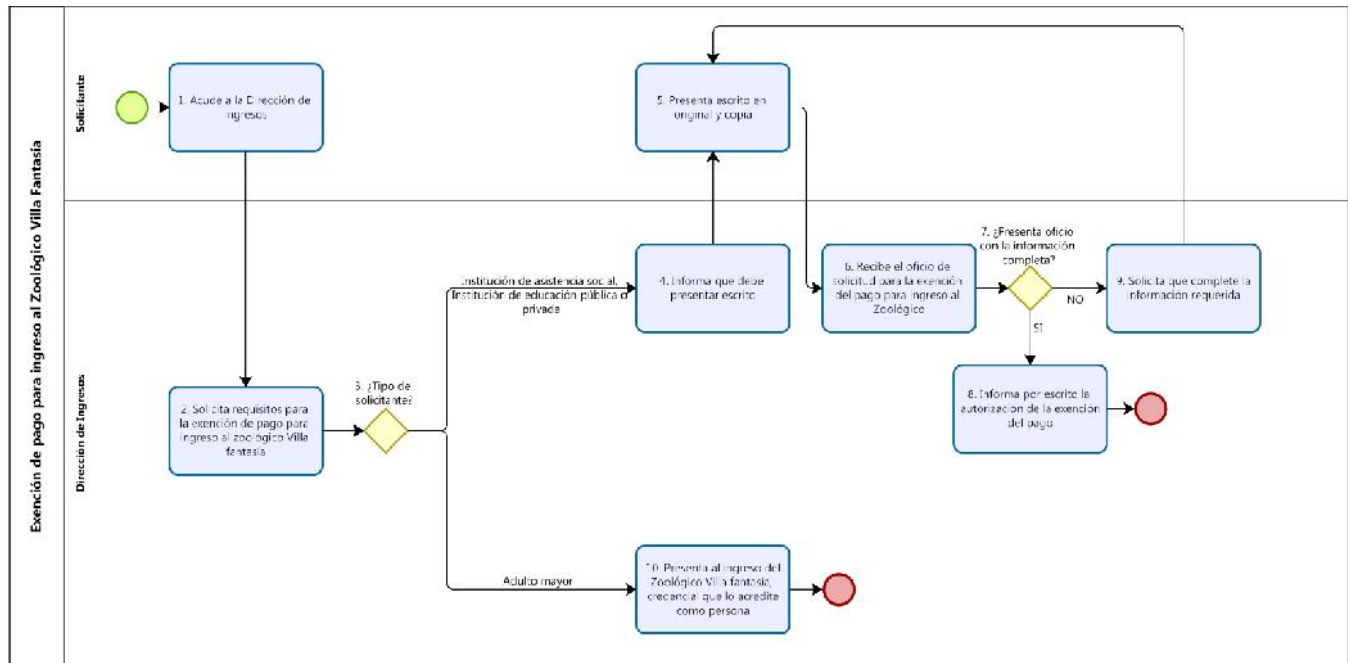 Exención de pago para ingreso al Zoológico Villa Fantasía
Solicitante
1. Acude a la Dirección de
ingresos
5. Presenta escrito en
original y copia
Dirección de Ingresos
2. Solicita requisitos para
la exención de pago para
ingreso al zoológico Villa
fantasía
3. ¿Tipo de
solicitante?
Institución de asistencia social,
Institución de educación pública o
privada
4. Informa que debe
presentar escrito
6. Recibe el oficio de
solicitud para la exención
del pago para ingreso al
Zoológico
7. ¿Presenta oficio
con la información
completa?
NO
9. Solicita que complete la
información requerida
SI
8. Informa por escrito la
autorización de la exención
del pago
Adulto mayor
10. Presenta al ingreso del
Zoológico Villa fantasía,
credencial que lo acredite
como persona